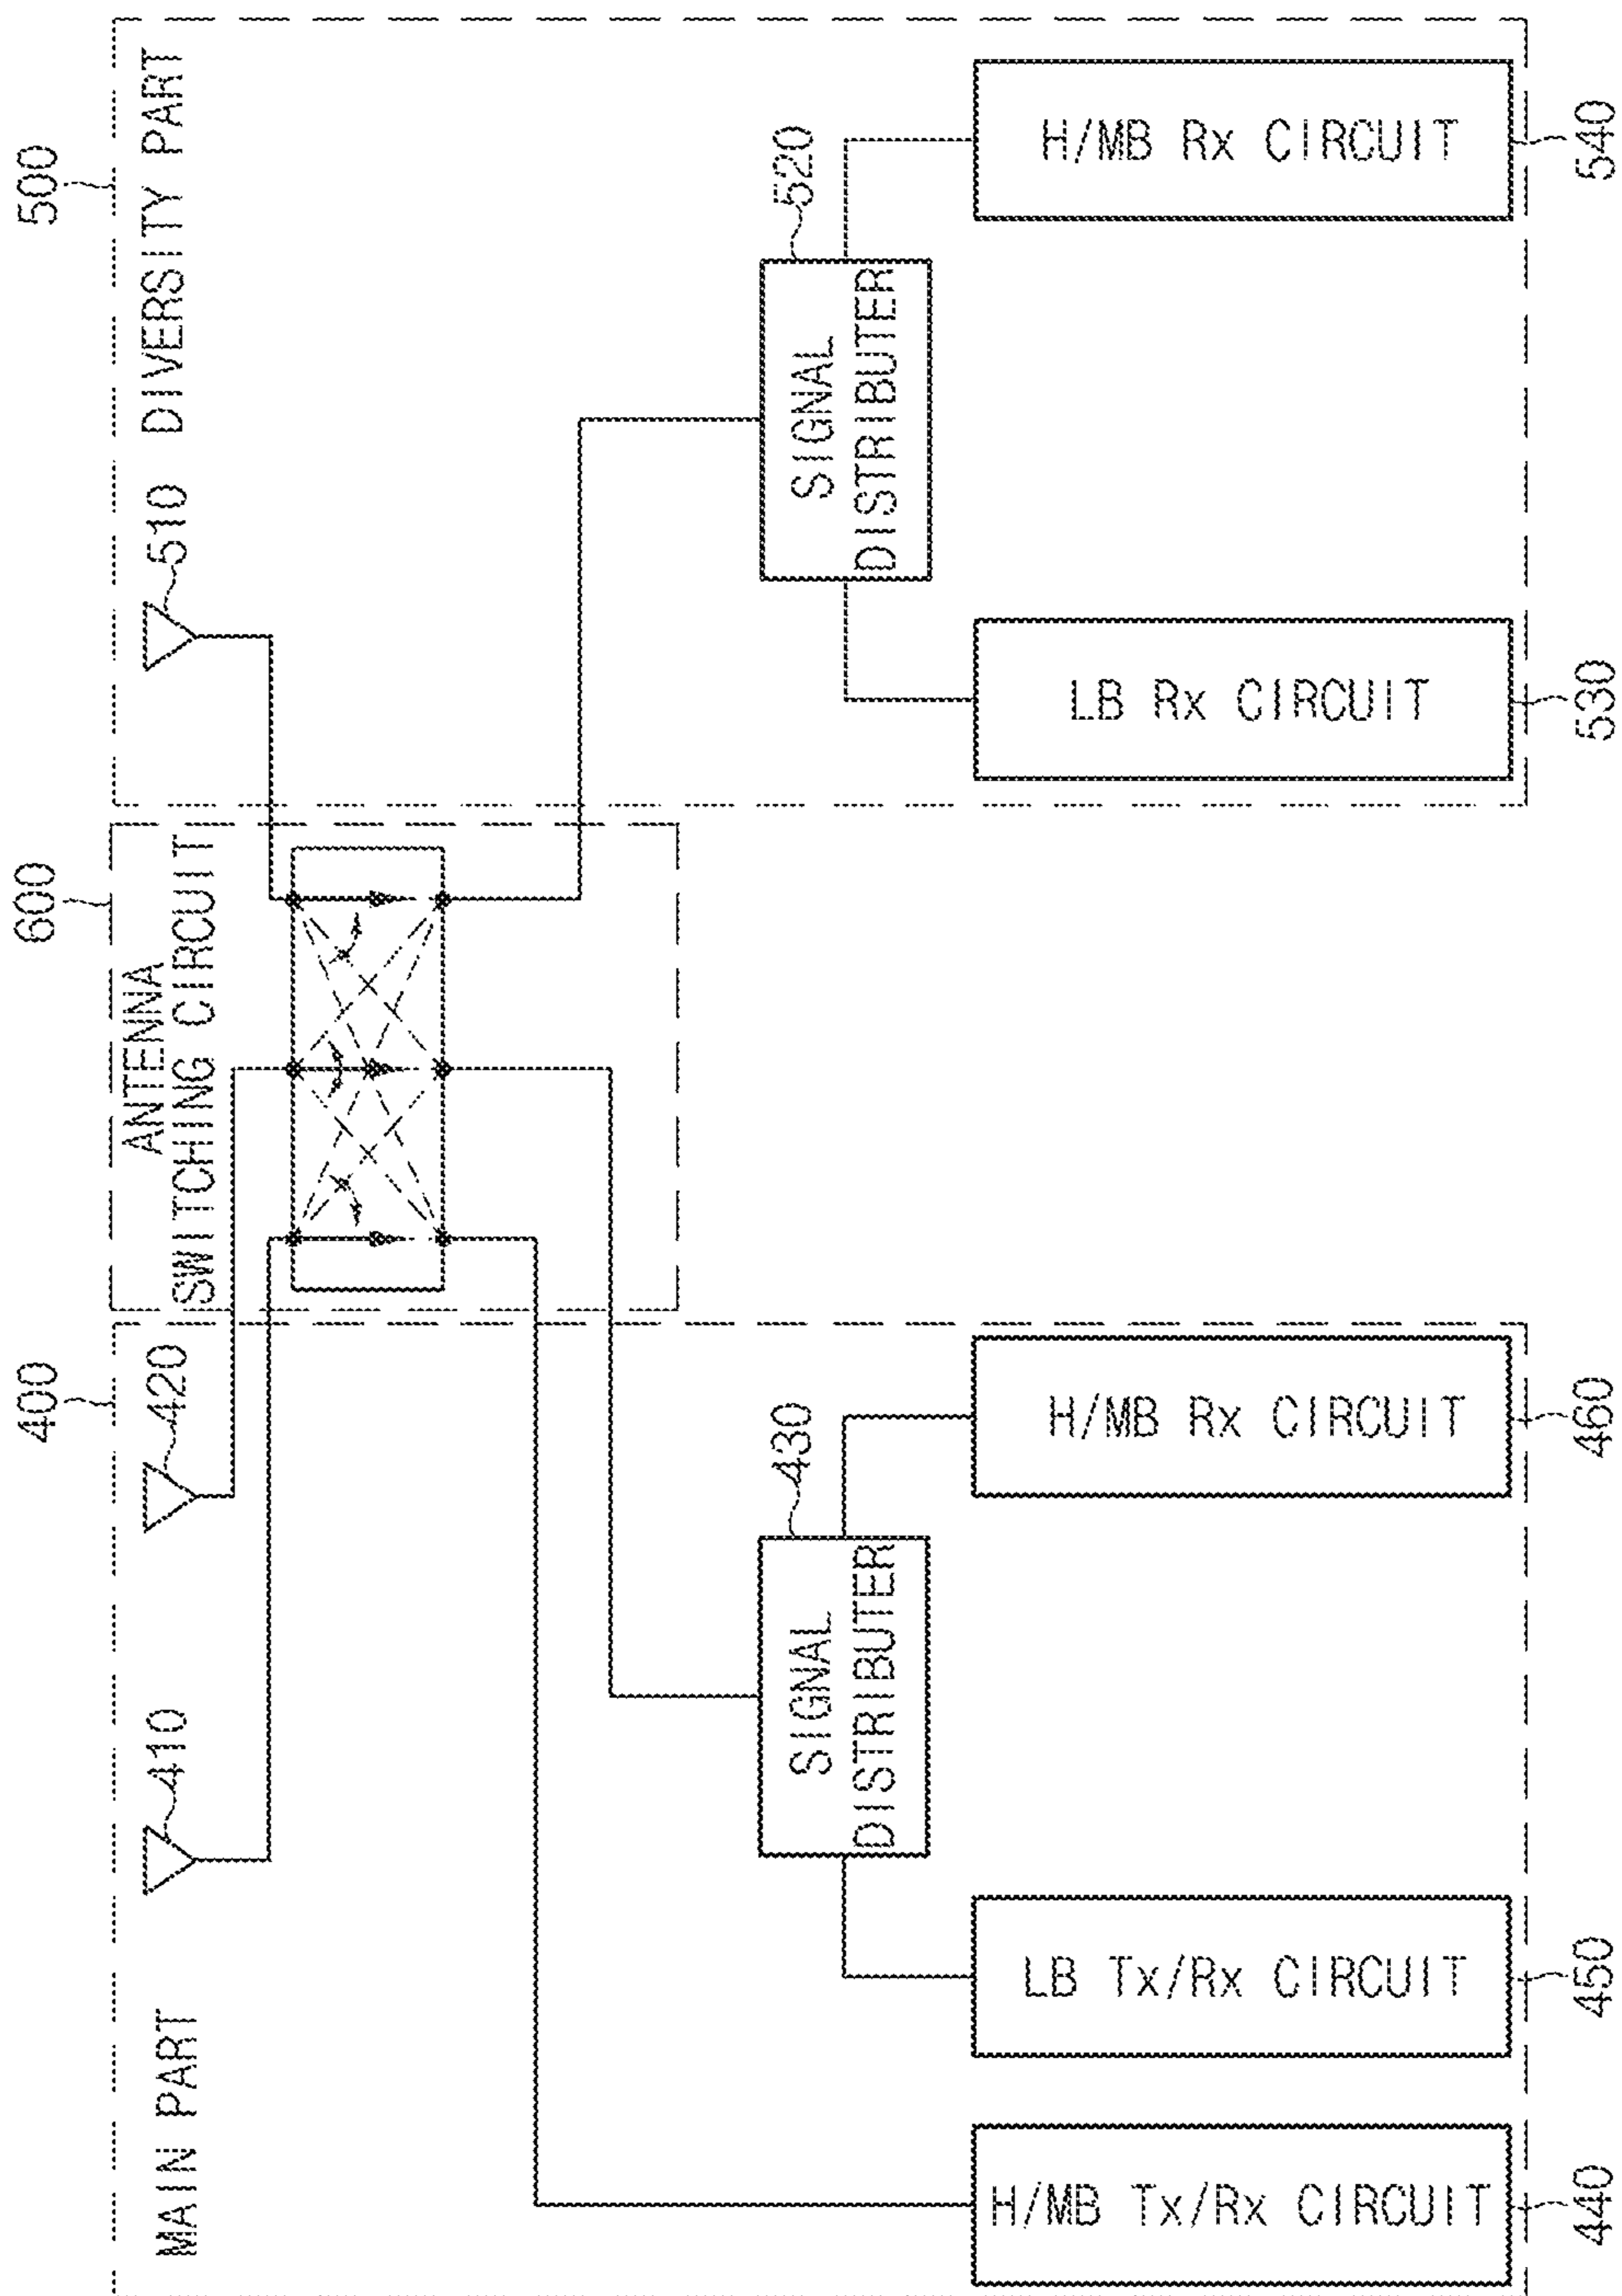 400
600
500
MAIN PART
410
420
ANTENNA
SWITCHING CIRCUIT
510
DIVERSITY PART
430
520
SIGNAL
DISTRIBUTER
SIGNAL
DISTRIBUTER
H/MB Tx/Rx CIRCUIT
LB Tx/Rx CIRCUIT
H/MB Rx CIRCUIT
LB Rx CIRCUIT
H/MB Rx CIRCUIT
440
450
460
530
540